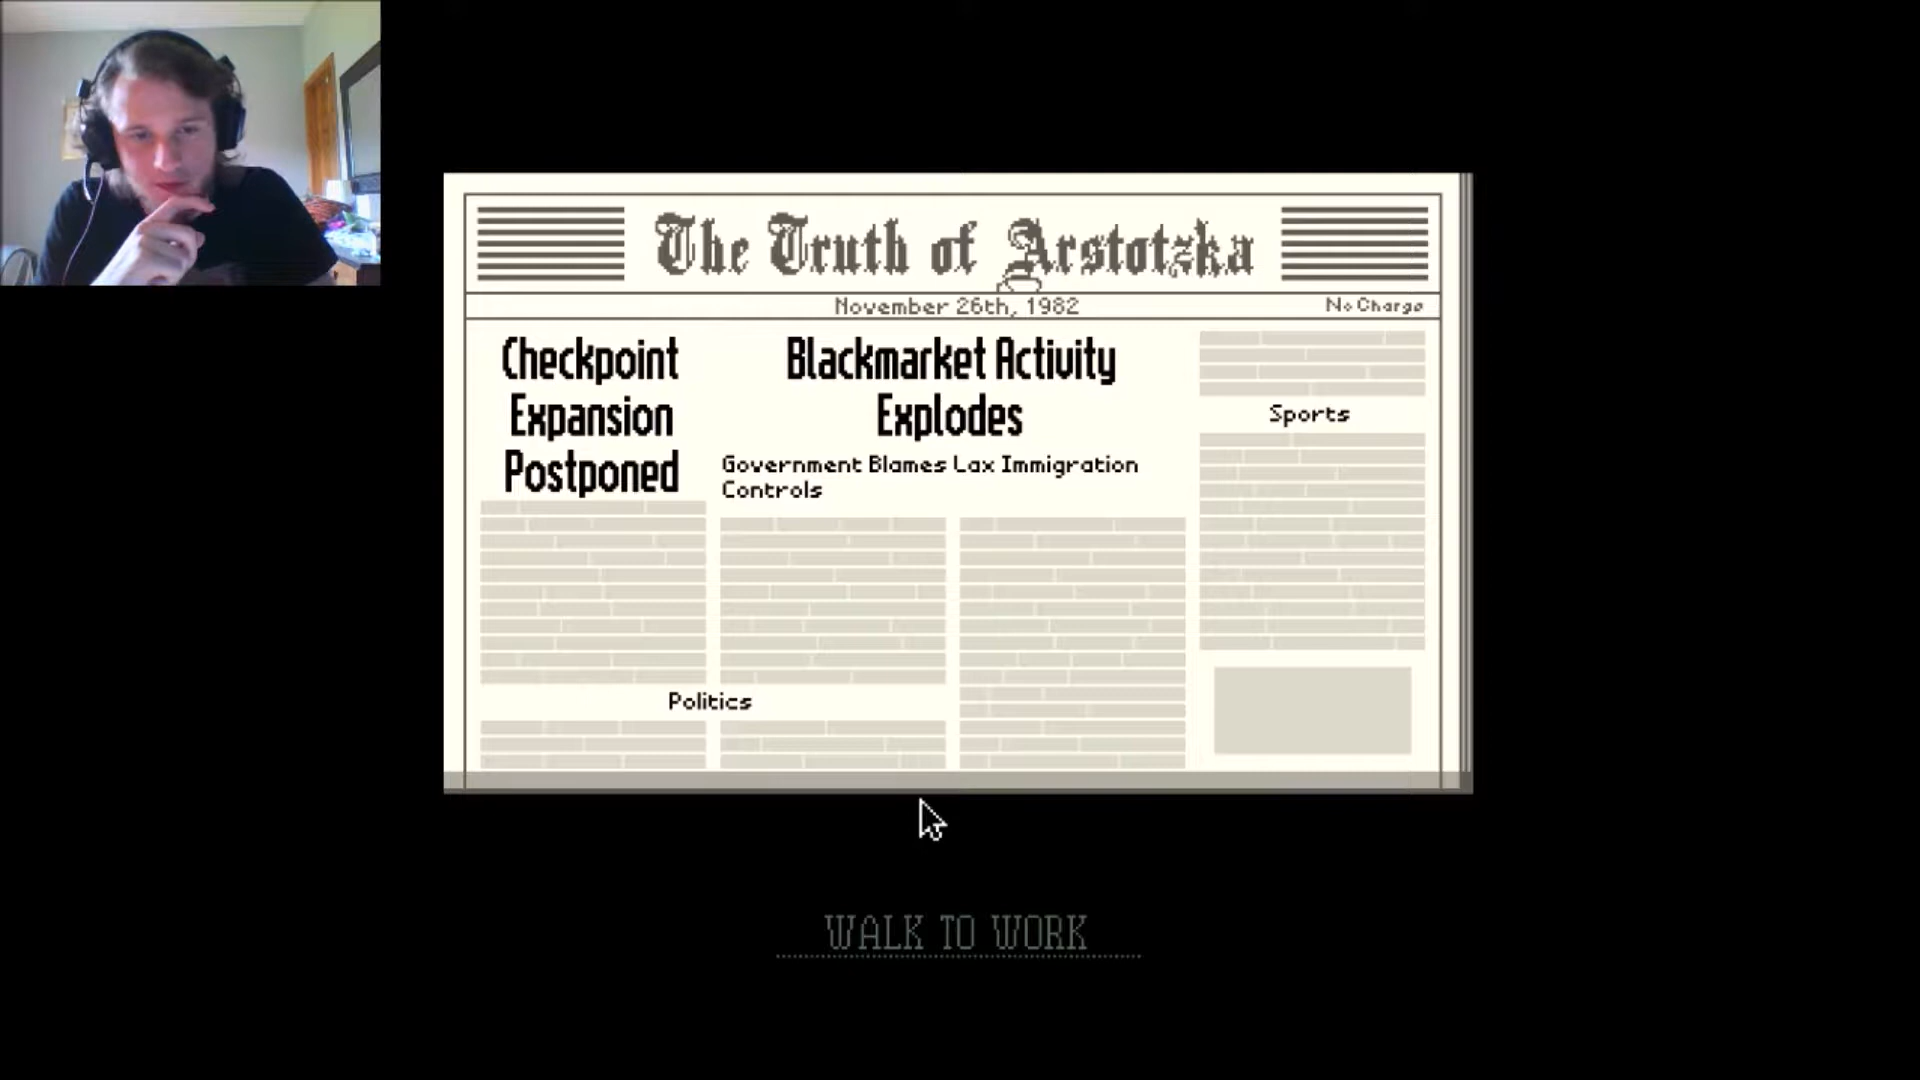 The Truth of Arstotzka
November 26th, 1982
No Charge
Checkpoint
Expansion
Postponed
Blackmarket Activity
Explodes
Government Blames Lax Immigration
Controls
Sports
Politics
WALK TO WORK